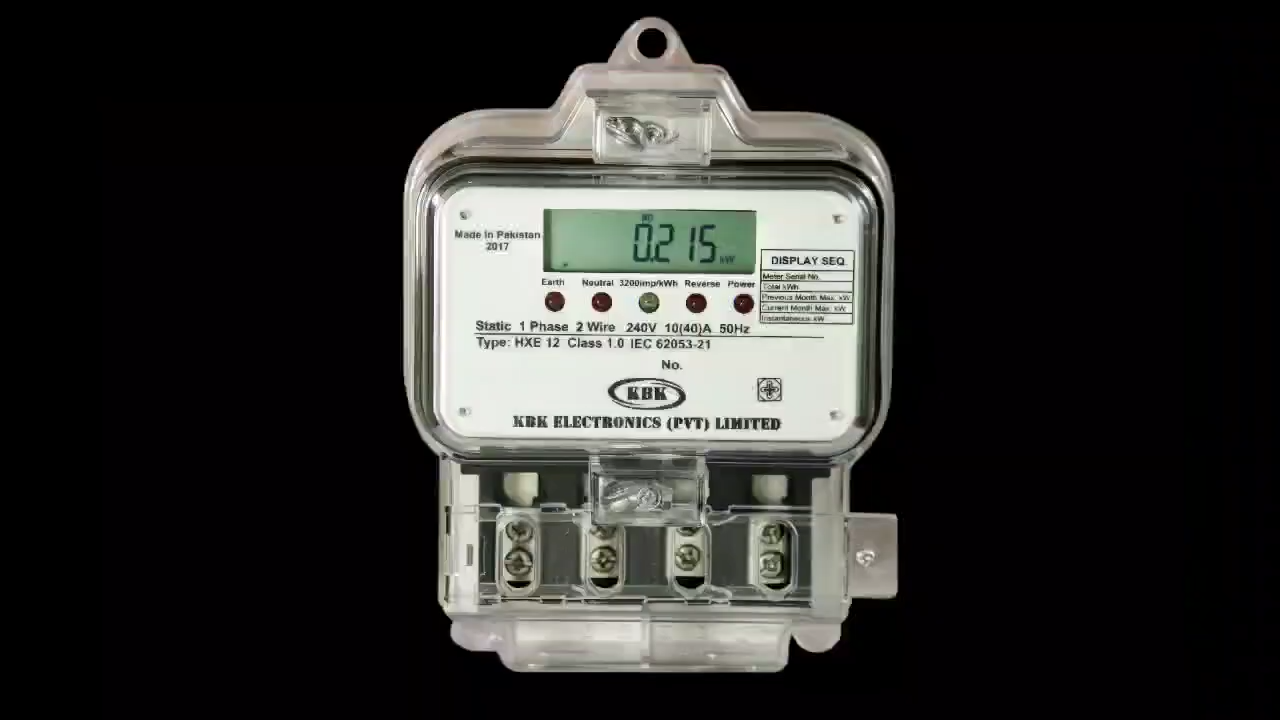 MD
0.215
kW
Made In Pakistan
2017
DISPLAY SEQ.
Meter Serial No.
Total kWh
Previous Month Max. kW
Current Month Max. kW
Instantaneous kW
Earth Neutral 3200imp/kWh Reverse Power
Static 1 Phase 2 Wire 240V 10(40)A 50Hz
Type: HXE 12 Class 1.0 IEC 62053-21
No.
KBK
KBK ELECTRONICS (PVT) LIMITED